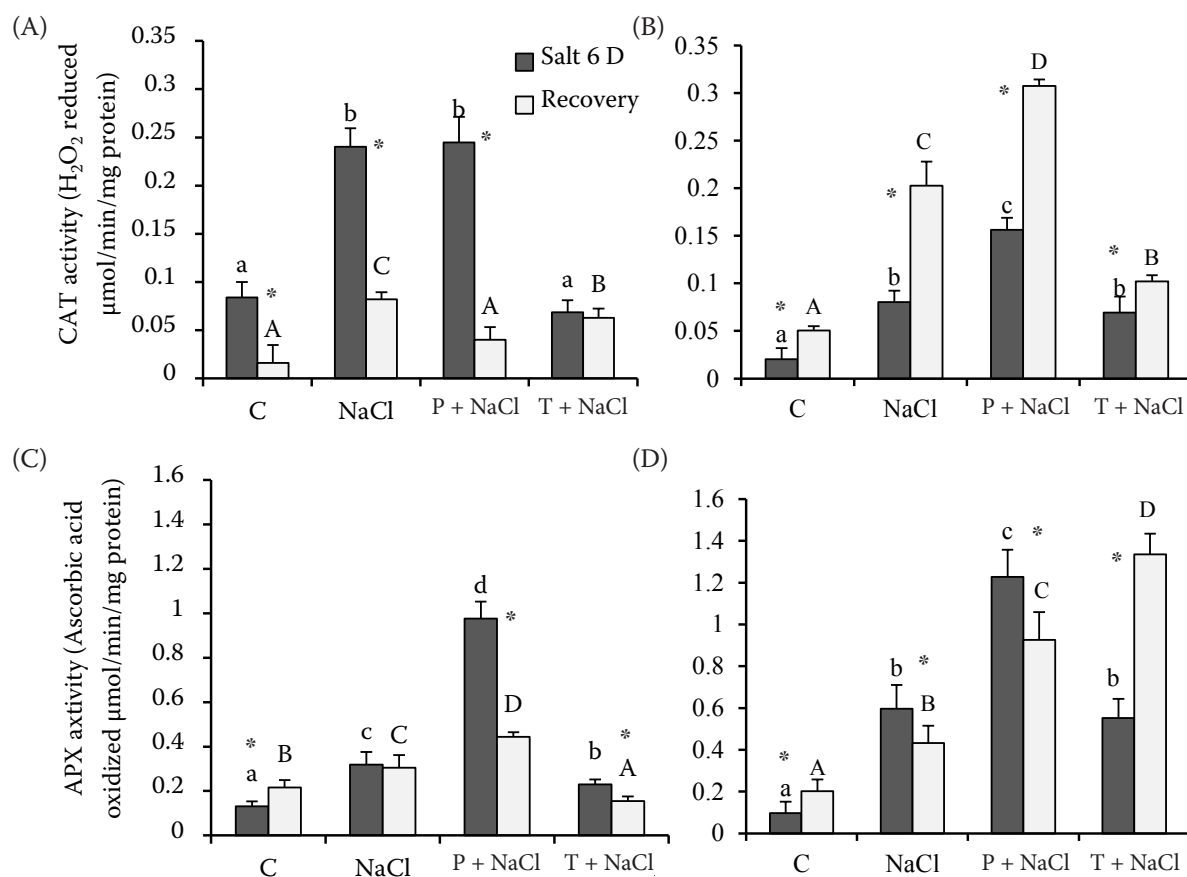 (A)
CAT activity (H₂O₂ reduced
µmol/min/mg protein)
0.35
0.3
0.25
0.2
0.15
0.1
0.05
0
Salt 6 D
Recovery
a
*
A
b
*
C
b
*
A
a
B
C
NaCl
P + NaCl
T + NaCl
(B)
0.35
0.3
0.25
0.2
0.15
0.1
0.05
0
*
a
A
*
b
C
*
c
D
*
b
B
C
NaCl
P + NaCl
T + NaCl
(C)
APX axtivity (Ascorbic acid
oxidized µmol/min/mg protein)
1.6
1.4
1.2
1
0.8
0.6
0.4
0.2
0
*
a
B
c
C
d
*
D
b
*
A
C
NaCl
P + NaCl
T + NaCl
(D)
1.6
1.4
1.2
1
0.8
0.6
0.4
0.2
0
*
a
A
b
*
B
c
*
C
b
*
D
C
NaCl
P + NaCl
T + NaCl